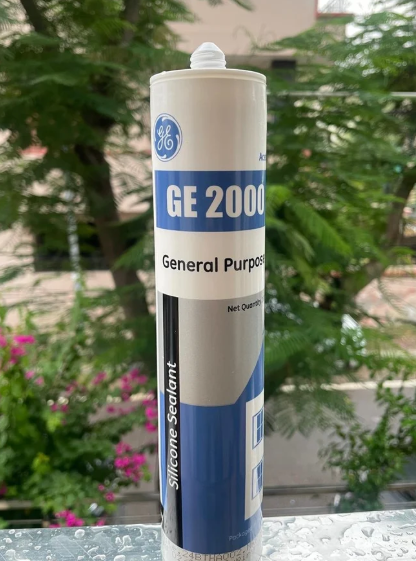 GE
GE 2000
General Purpos
Net Quantity
Silicone Sealant